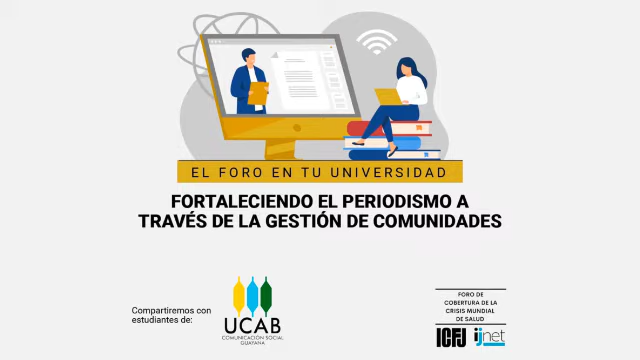 EL FORO EN TU UNIVERSIDAD
FORTALECIENDO EL PERIODISMO A
TRAVÉS DE LA GESTIÓN DE COMUNIDADES
Compartiremos con
estudiantes de:
UCAB
COMUNICACIÓN SOCIAL
GUAYANA
FORO DE
COBERTURA DE LA
CRISIS MUNDIAL
DE SALUD
ICFJ ijnet